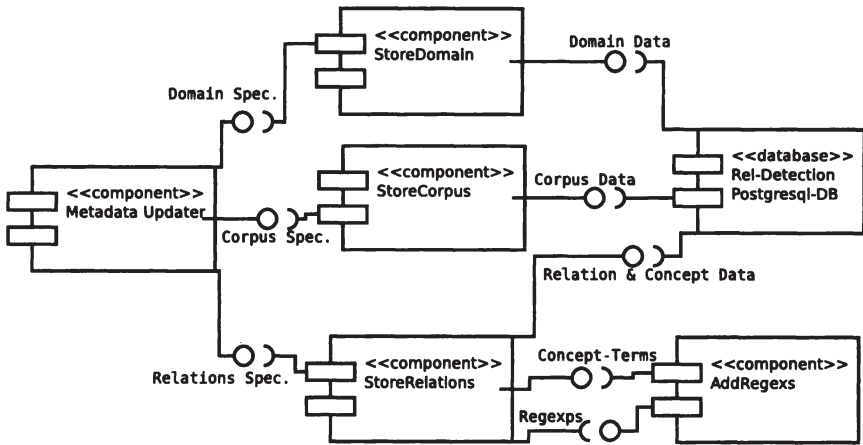 <<component>>
StoreDomain
Domain Data
Domain Spec.
<<component>>
Metadata Updater
<<component>>
StoreCorpus
Corpus Data
<<database>>
Rel-Detection
Postgresql-DB
Corpus Spec.
Relation & Concept Data
Relations Spec.
<<component>>
StoreRelations
Concept-Terms
<<component>>
AddRegexs
Regexps